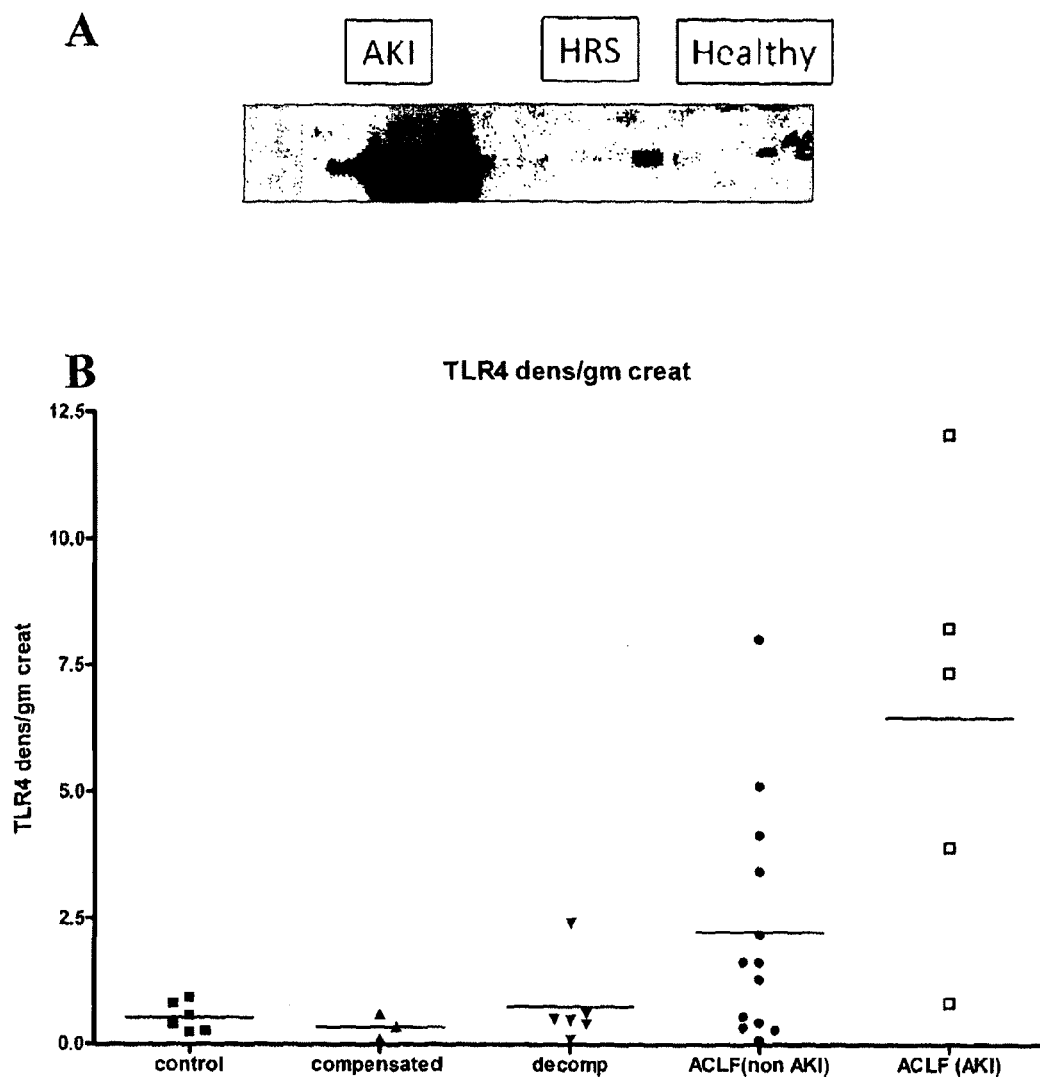 A
AKI HRS Healthy
B
TLR4 dens/gm creat
12.5
10.0
7.5
5.0
2.5
0.0
TLR4 dens/gm creat
control compensated decomp ACLF(non AKI) ACLF (AKI)